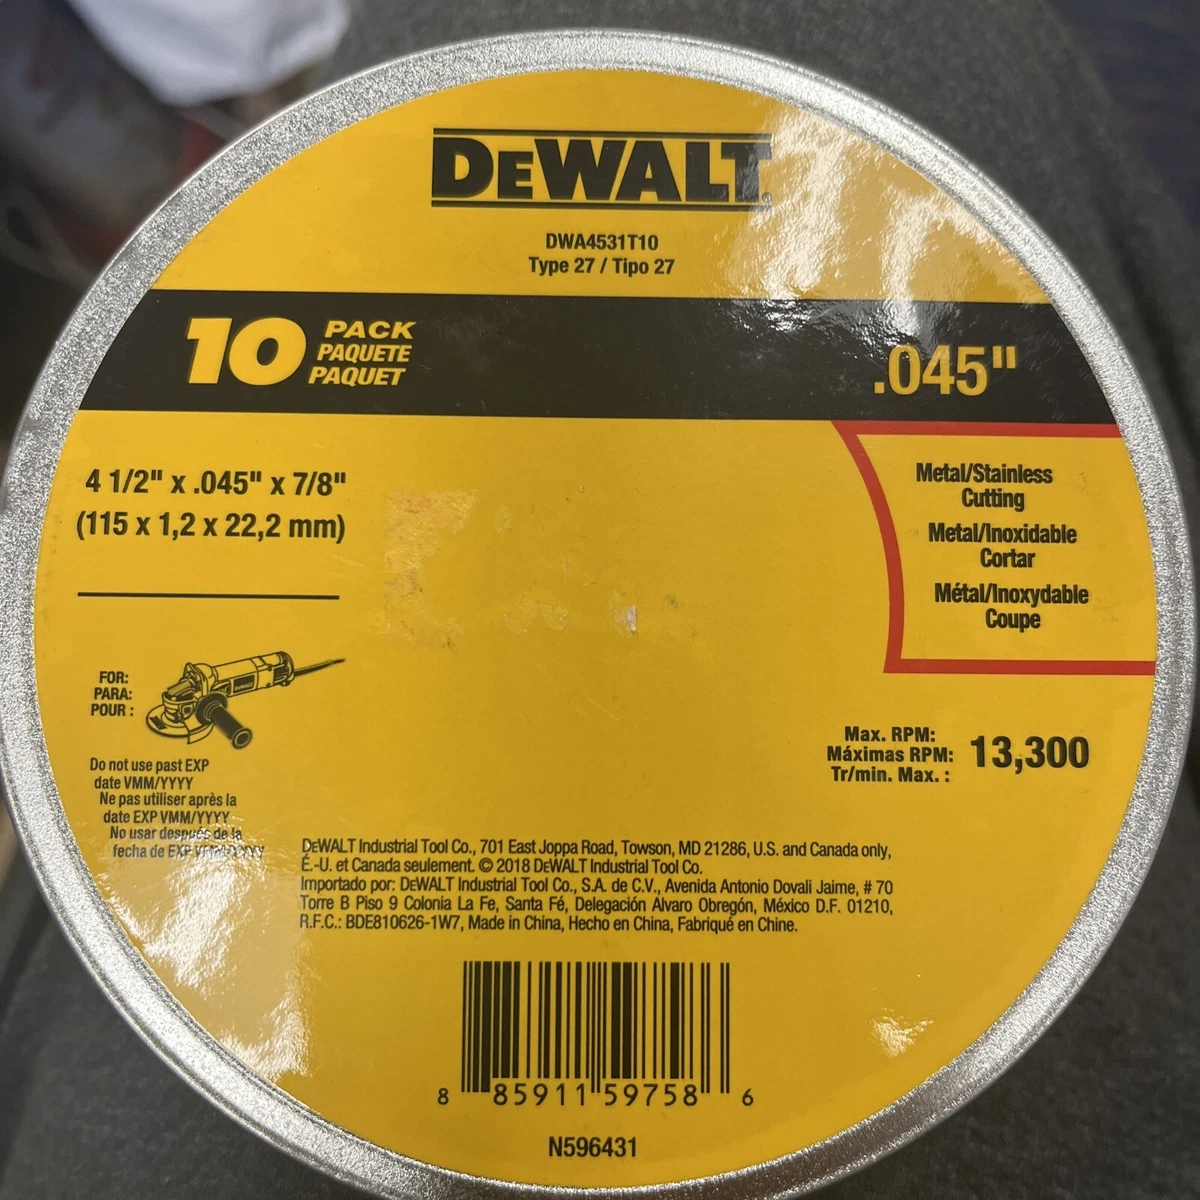 DEWALT®
DWA4531T10
Type 27 / Tipo 27
10 PACK
PAQUETE
PAQUET
.045"
4 1/2" x .045" x 7/8"
(115 x 1,2 x 22,2 mm)
Metal/Stainless
Cutting
Metal/Inoxidable
Cortar
Métal/Inoxydable
Coupe
FOR:
PARA:
POUR :
Max. RPM:
Máximas RPM: 13,300
Tr/min. Max. :
Do not use past EXP
date VMM/YYYY
Ne pas utiliser après la
date EXP VMM/YYYY
No usar después de la
fecha de EXP VMM/YYYY
DEWALT Industrial Tool Co., 701 East Joppa Road, Towson, MD 21286, U.S. and Canada only,
É.-U. et Canada seulement. © 2018 DEWALT Industrial Tool Co.
Importado por: DEWALT Industrial Tool Co., S.A. de C.V., Avenida Antonio Dovali Jaime, # 70
Torre B Piso 9 Colonia La Fe, Santa Fé, Delegación Alvaro Obregón, México D.F. 01210,
R.F.C.: BDE810626-1W7, Made in China, Hecho en China, Fabriqué en Chine.
8 85911 59758 6
N596431